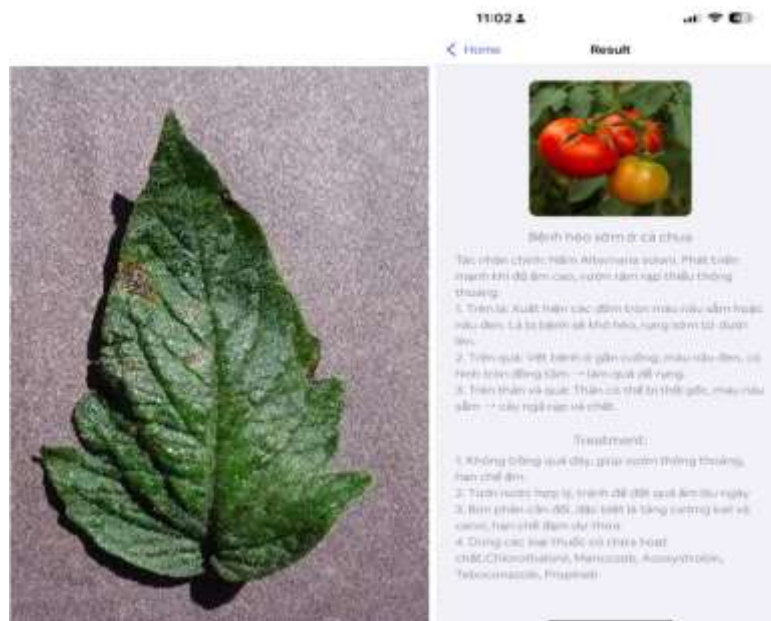 11:02
Home
Result
Bệnh héo sớm ở cà chua
Tác nhân chính: Nấm Alternaria solani. Phát triển
mạnh khi độ ẩm cao, vườn rậm rạp thiếu thông
thoáng.
1. Trên lá: Xuất hiện các đốm tròn màu nâu sẫm hoặc
nâu đen. Lá bị bệnh sẽ khô héo, rụng sớm từ dưới
lên.
2. Trên quả: Vết bệnh ở gần cuống, màu nâu đen, có
hình tròn đồng tâm → làm quả dễ rụng.
3. Trên thân và quả: Thân có thể bị thối gốc, màu nâu
sẫm → cây ngã rạp và chết.
Treatment:
1. Không trồng quá dày, giúp vườn thông thoáng,
hạn chế ẩm.
2. Tưới nước hợp lý, tránh để đất quá ẩm lâu ngày
3. Bón phân cân đối, đặc biệt là tăng cường kali và
canxi, hạn chế đạm dư thừa.
4. Dùng các loại thuốc có chứa hoạt
chất:Chlorothalonil, Mancozeb, Azoxystrobin,
Tebuconazole, Propineb